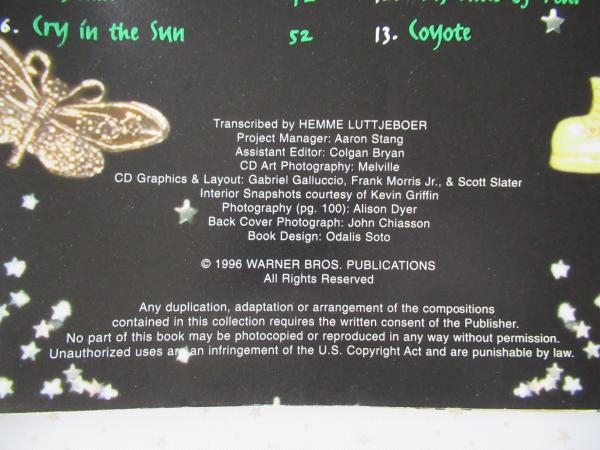 6. Cry in the Sun 52 13. Coyote
Transcribed by HEMME LUTTJEBOER
Project Manager: Aaron Stang
Assistant Editor: Colgan Bryan
CD Art Photography: Melville
CD Graphics & Layout: Gabriel Galluccio, Frank Morris Jr., & Scott Slater
Interior Snapshots courtesy of Kevin Griffin
Photography (pg. 100): Alison Dyer
Back Cover Photograph: John Chiasson
Book Design: Odalis Soto
© 1996 WARNER BROS. PUBLICATIONS
All Rights Reserved
Any duplication, adaptation or arrangement of the compositions
contained in this collection requires the written consent of the Publisher.
No part of this book may be photocopied or reproduced in any way without permission.
Unauthorized uses are an infringement of the U.S. Copyright Act and are punishable by law.